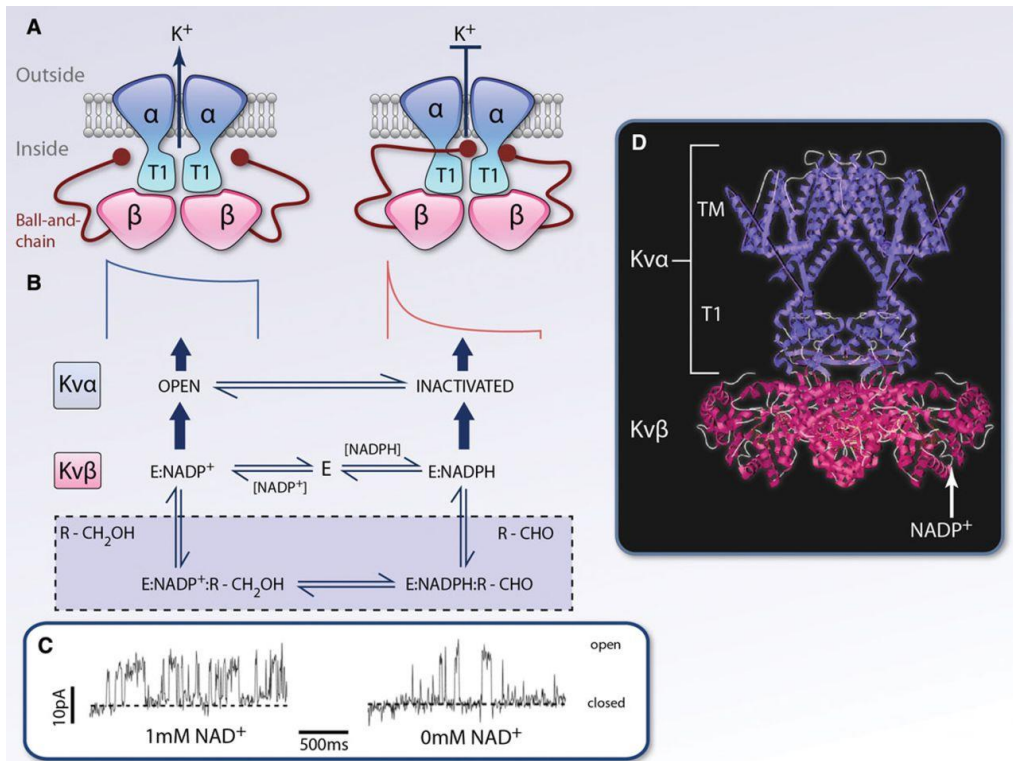 A
K⁺
K⁺
Outside
α
α
α
α
Inside
T1
T1
T1
T1
Ball-and-
chain
β
β
β
β
B
Kvα
OPEN
INACTIVATED
Kvβ
E:NADP⁺
[NADP⁺]
E
[NADPH]
E:NADPH
R - CH₂OH
R - CHO
E:NADP⁺:R - CH₂OH
E:NADPH:R - CHO
C
10pA
1mM NAD⁺
500ms
0mM NAD⁺
open
closed
D
TM
Kvα
T1
Kvβ
NADP⁺